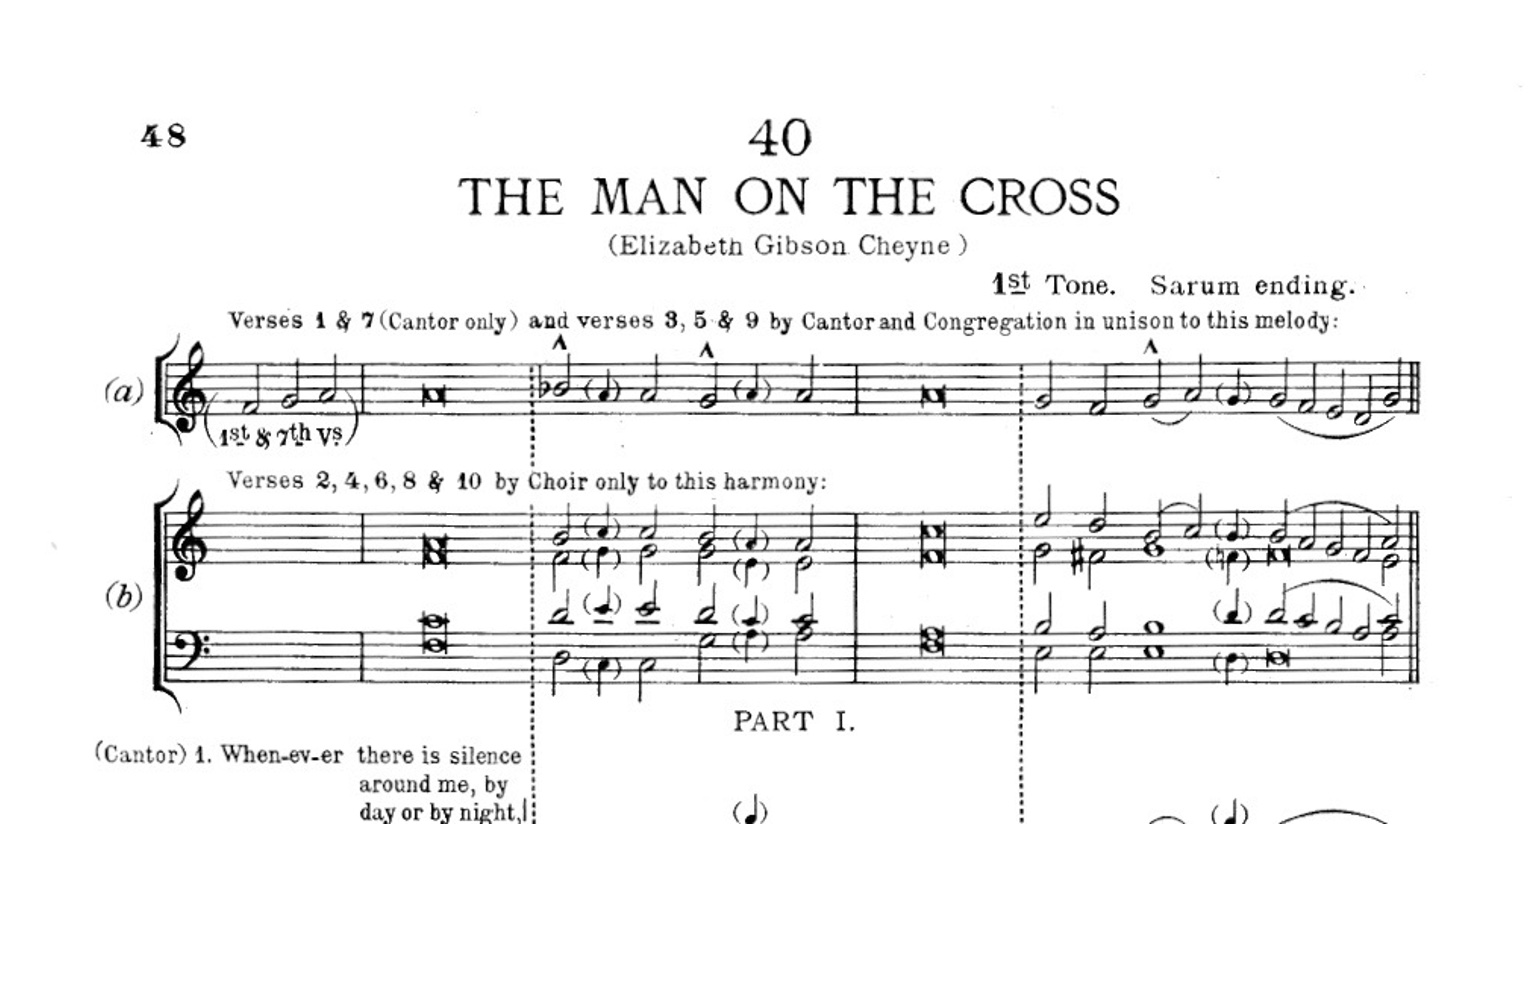 48
40
THE MAN ON THE CROSS
(Elizabeth Gibson Cheyne)
1st Tone. Sarum ending.
Verses 1 & 7 (Cantor only) and verses 3, 5 & 9 by Cantor and Congregation in unison to this melody:
(a)
(1st & 7th Vs)
Verses 2, 4, 6, 8 & 10 by Choir only to this harmony:
(b)
PART I.
(Cantor) 1. When-ev-er there is silence
around me, by
day or by night,